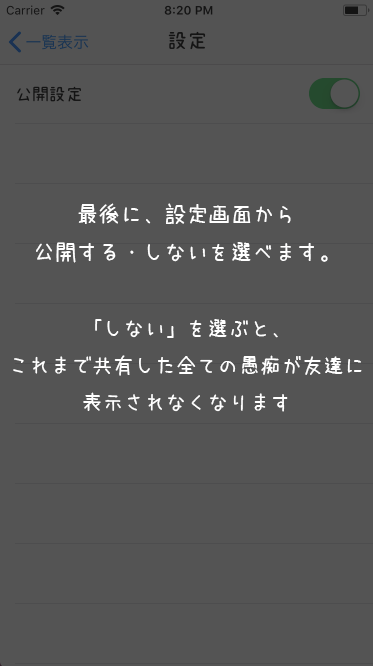 Carrier 8:20 PM
一覧表示 設定
公開設定
最後に、設定画面から
公開する・しないを選べます。
「しない」を選ぶと、
これまで共有した全ての愚痴が友達に
表示されなくなります